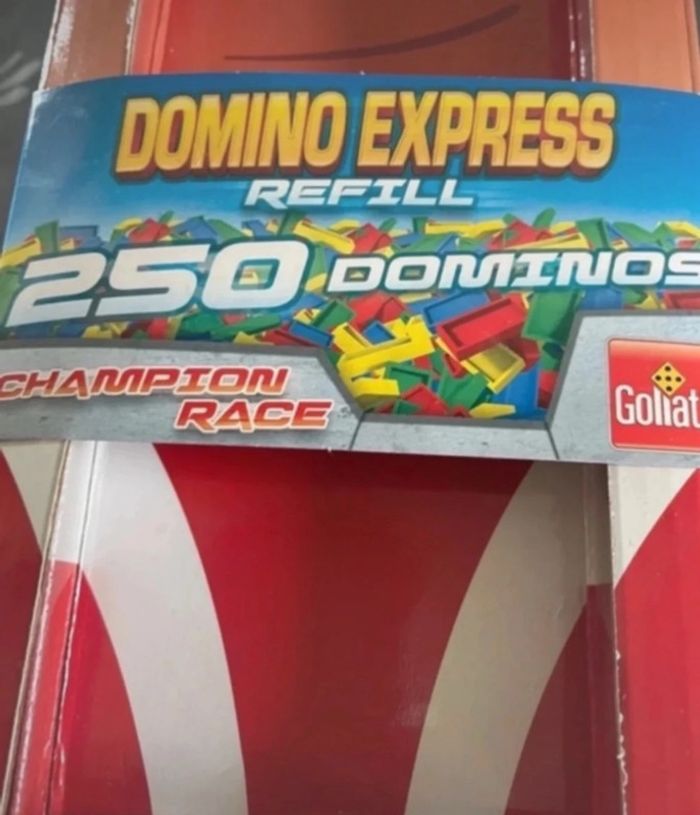 DOMINO EXPRESS
REFILL
250 DOMINOS
CHAMPION
RACE
Goliat